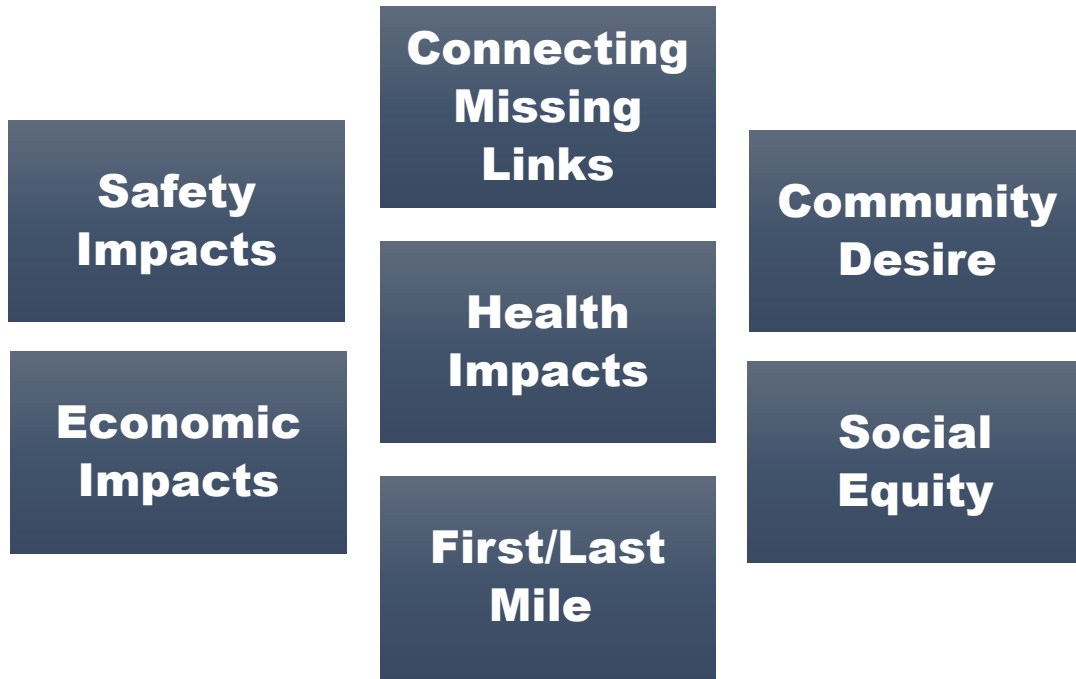 Safety
Impacts
Economic
Impacts
Connecting
Missing
Links
Health
Impacts
First/Last
Mile
Community
Desire
Social
Equity